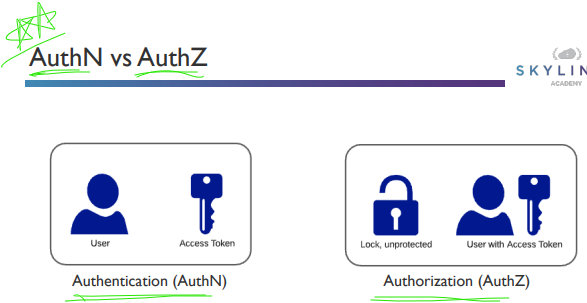 AuthN vs AuthZ
SKYLIN
ACADEMY
User
Access Token
Lock, unprotected
User with Access Token
Authentication (AuthN)
Authorization (AuthZ)